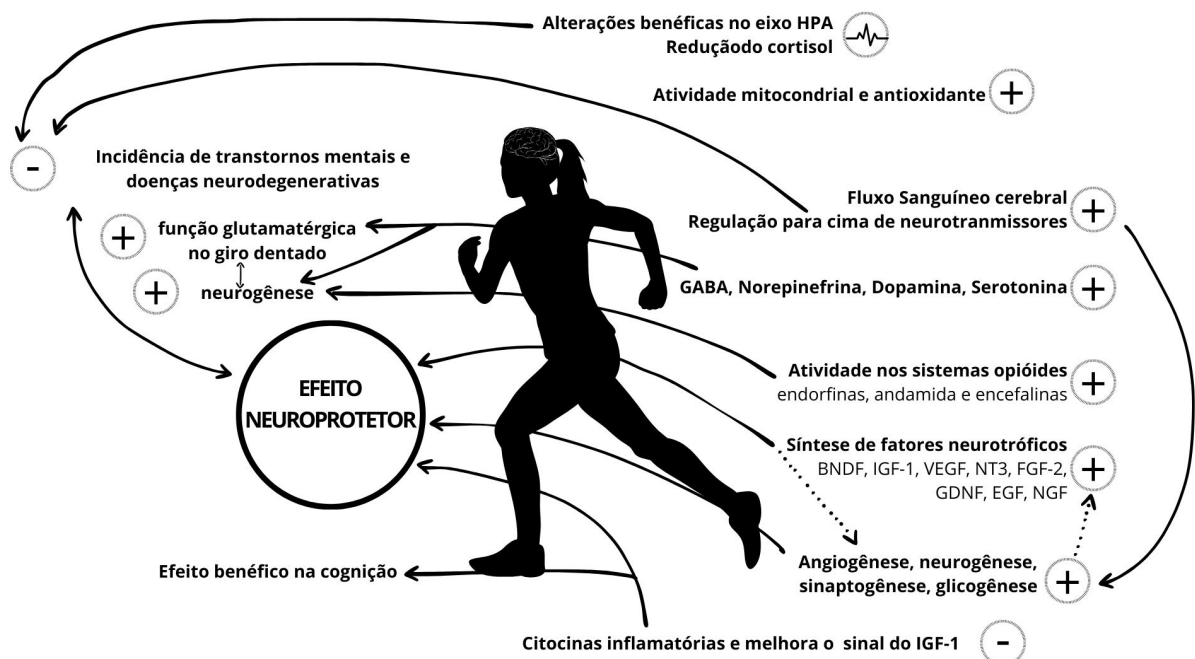 Alterações benéficas no eixo HPA
Reduçãodo cortisol
+
Atividade mitocondrial e antioxidante
-
Incidência de transtornos mentais e
doenças neurodegenerativas
Fluxo Sanguíneo cerebral
Regulação para cima de neurotranmissores
+
+
função glutamatérgica
no giro dentado
+
neurogênese
GABA, Norepinefrina, Dopamina, Serotonina
+
Atividade nos sistemas opióides
endorfinas, andamida e encefalinas
+
EFEITO
NEUROPROTETOR
Síntese de fatores neurotróficos
BNDF, IGF-1, VEGF, NT3, FGF-2,
GDNF, EGF, NGF
+
Angiogênese, neurogênese,
sinaptogênese, glicogênese
+
Efeito benéfico na cognição
Citocinas inflamatórias e melhora o sinal do IGF-1
-